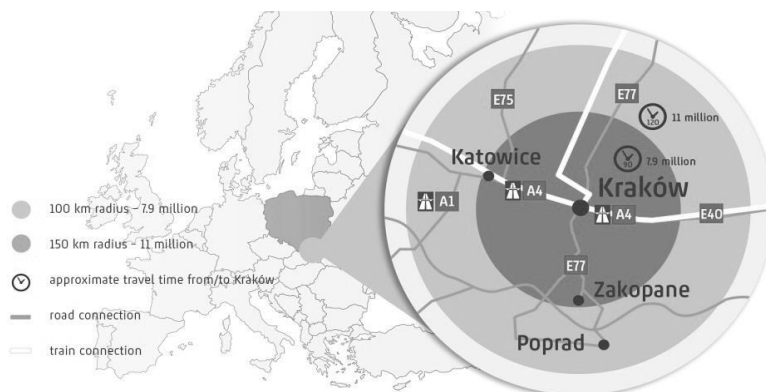 100 km radius – 7.9 million
150 km radius – 11 million
approximate travel time from/to Kraków
road connection
train connection
E75
E77
120
11 million
90
7.9 million
Katowice
Kraków
A4
A1
A4
E40
E77
Zakopane
Poprad